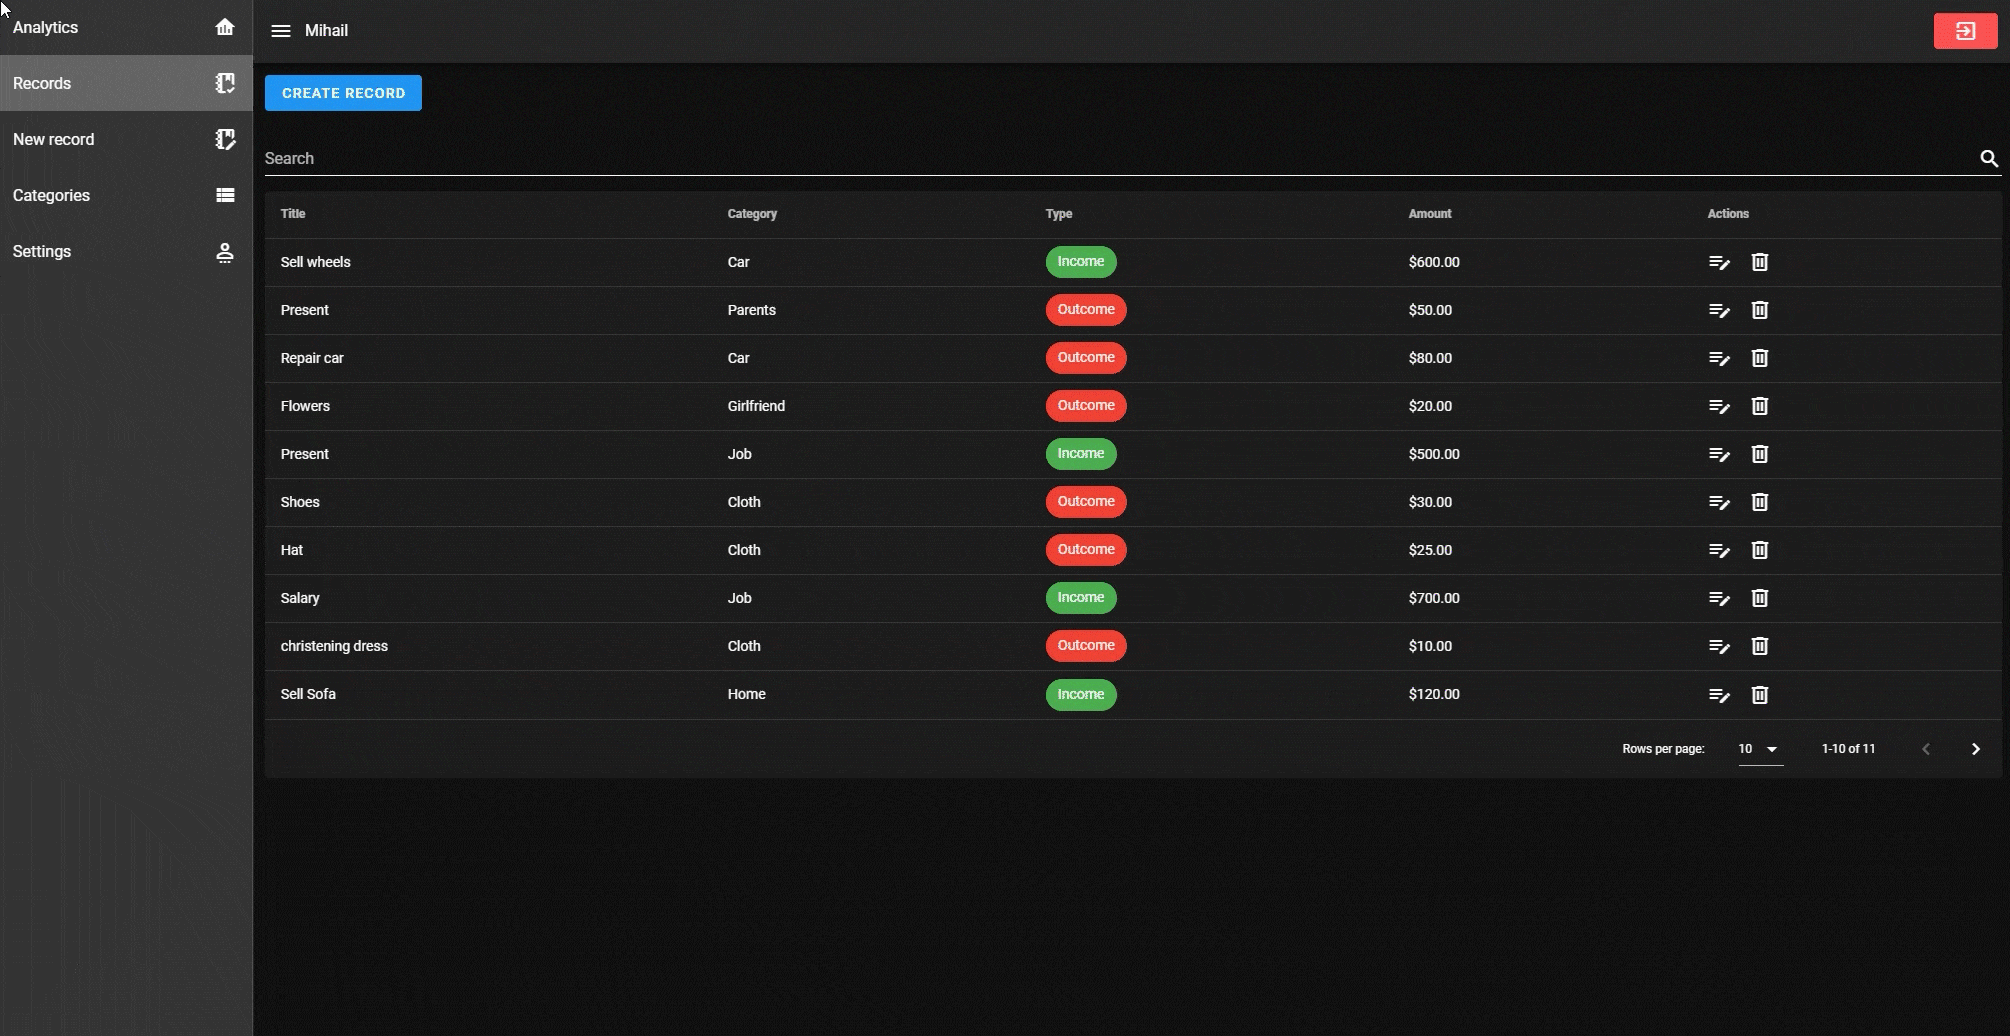 Analytics
Records
New record
Categories
Settings
Mihail
CREATE RECORD
Search
Title Category Type Amount Actions
Sell wheels Car Income $600.00
Present Parents Outcome $50.00
Repair car Car Outcome $80.00
Flowers Girlfriend Outcome $20.00
Present Job Income $500.00
Shoes Cloth Outcome $30.00
Hat Cloth Outcome $25.00
Salary Job Income $700.00
christening dress Cloth Outcome $10.00
Sell Sofa Home Income $120.00
Rows per page: 10 1-10 of 11